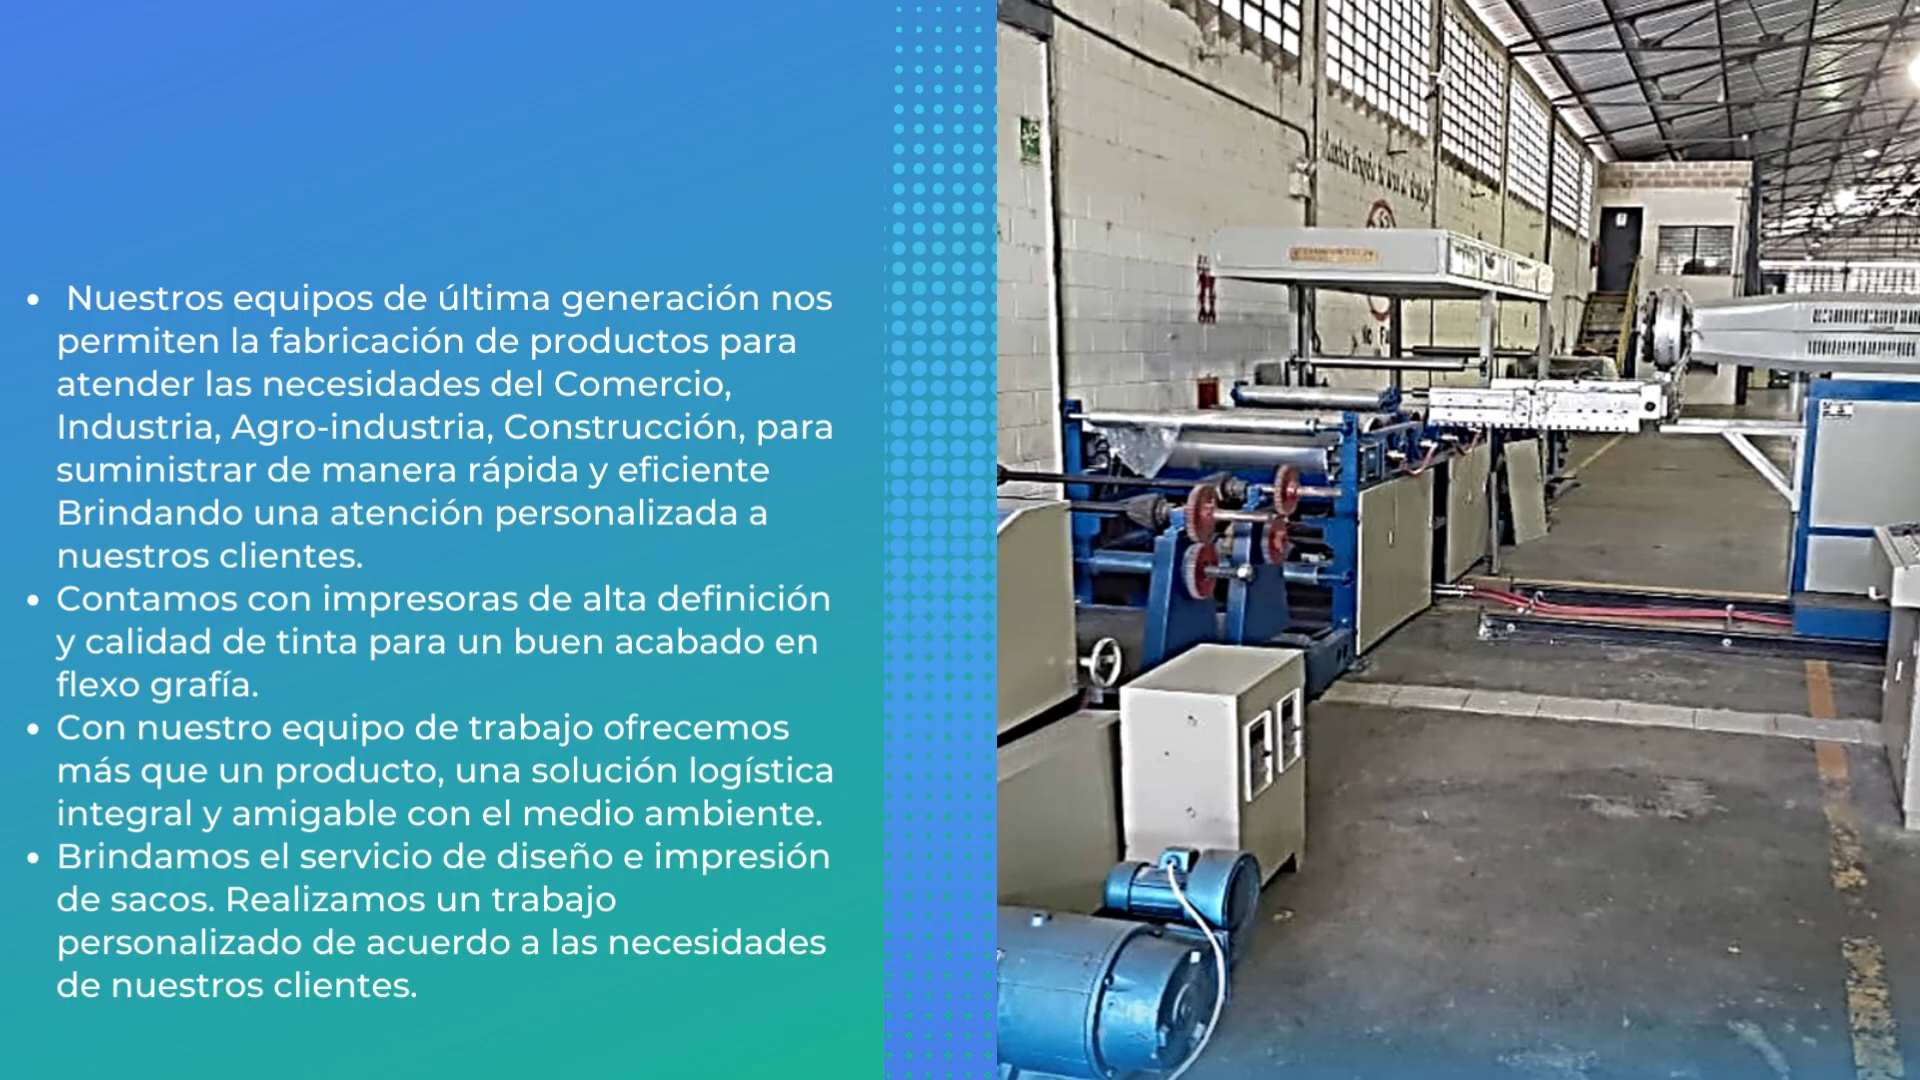 • Nuestros equipos de última generación nos
permiten la fabricación de productos para
atender las necesidades del Comercio,
Industria, Agro-industria, Construcción, para
suministrar de manera rápida y eficiente
Brindando una atención personalizada a
nuestros clientes.
• Contamos con impresoras de alta definición
y calidad de tinta para un buen acabado en
flexo grafía.
• Con nuestro equipo de trabajo ofrecemos
más que un producto, una solución logística
integral y amigable con el medio ambiente.
• Brindamos el servicio de diseño e impresión
de sacos. Realizamos un trabajo
personalizado de acuerdo a las necesidades
de nuestros clientes.